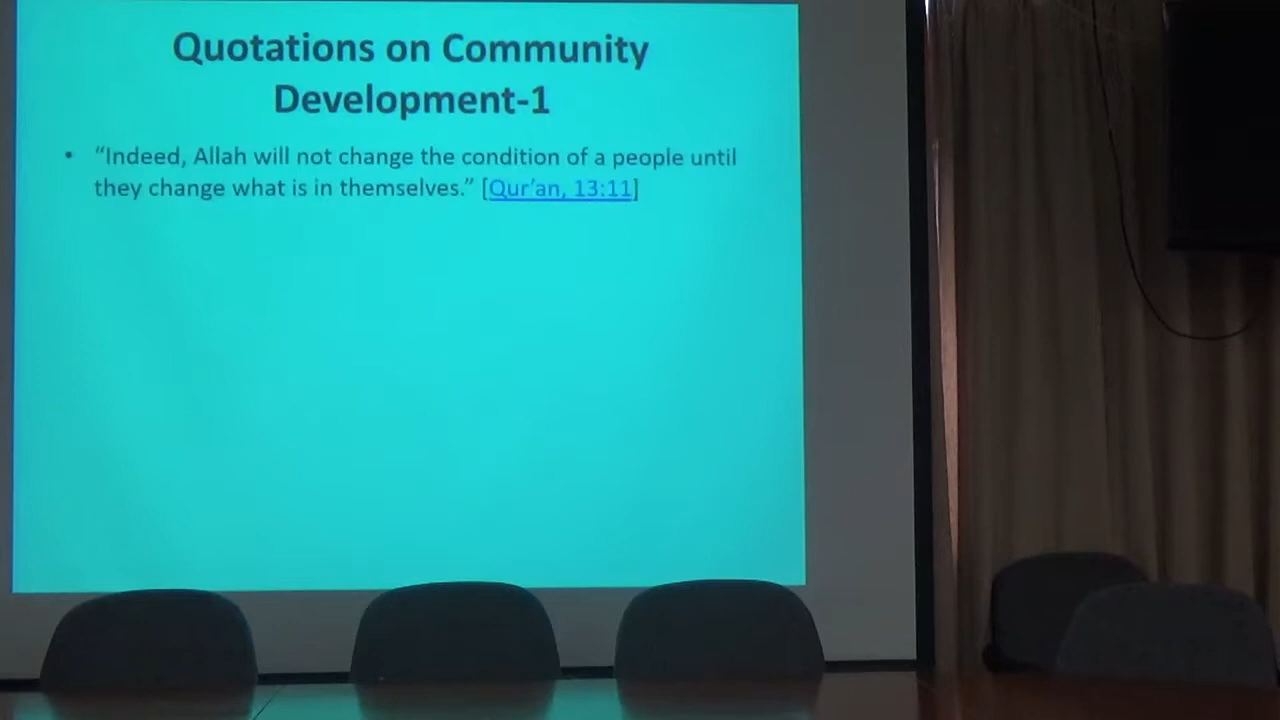 Quotations on Community
Development-1
• “Indeed, Allah will not change the condition of a people until
they change what is in themselves.” [Qur’an, 13:11]